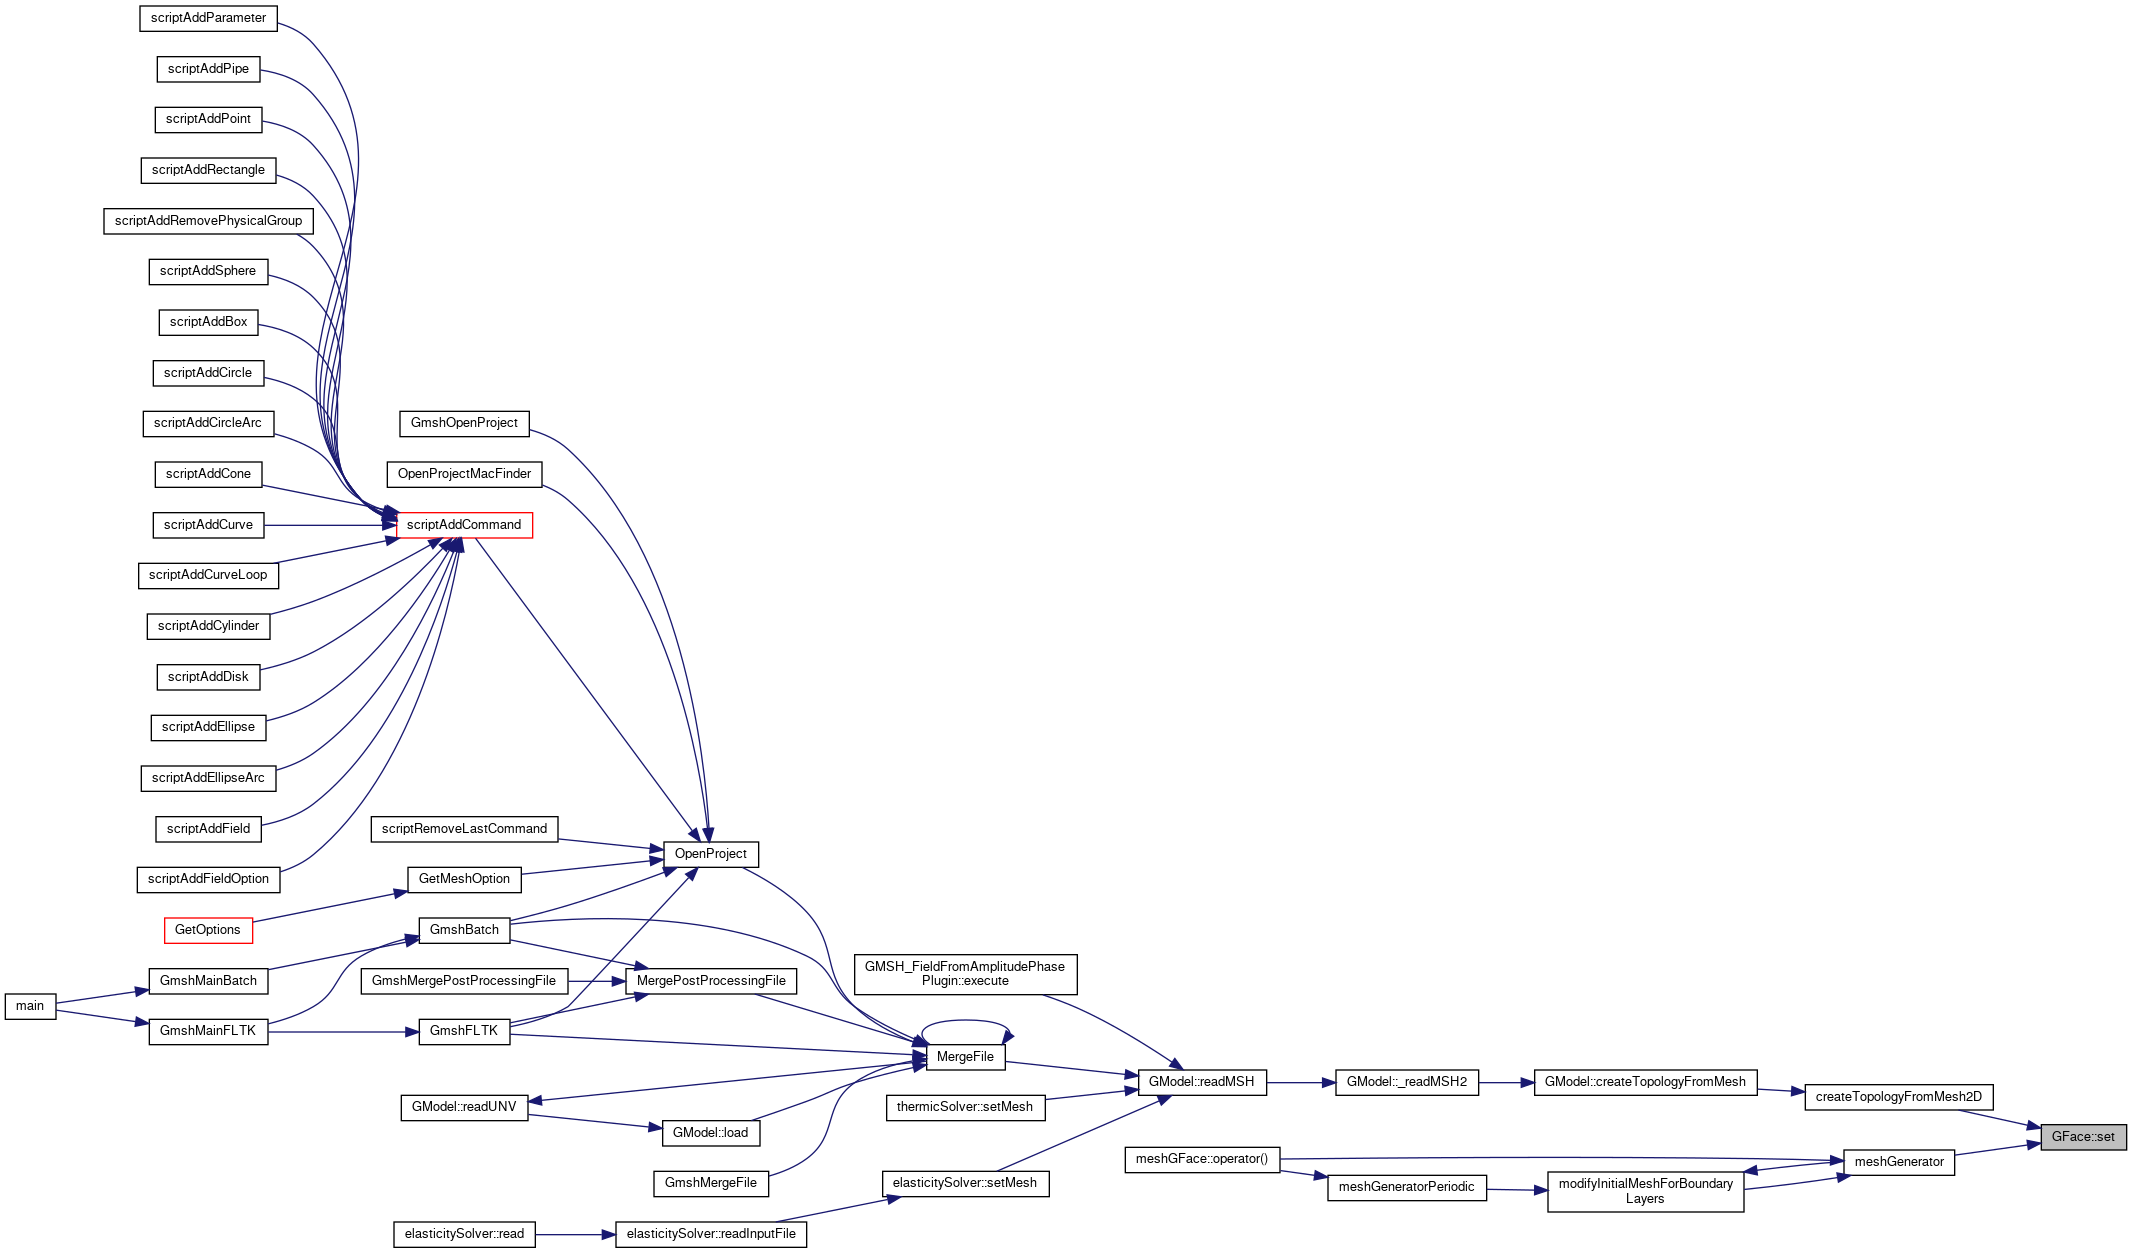 scriptAddParameter
scriptAddPipe
scriptAddPoint
scriptAddRectangle
scriptAddRemovePhysicalGroup
scriptAddSphere
scriptAddBox
scriptAddCircle
scriptAddCircleArc
scriptAddCone
scriptAddCurve
scriptAddCurveLoop
scriptAddCylinder
scriptAddDisk
scriptAddEllipse
scriptAddEllipseArc
scriptAddField
scriptAddFieldOption
GetOptions
GmshMainBatch
main
GmshMainFLTK
GmshOpenProject
OpenProjectMacFinder
scriptAddCommand
scriptRemoveLastCommand
GetMeshOption
GmshBatch
GmshMergePostProcessingFile
GmshFLTK
GModel::readUNV
elasticitySolver::read
OpenProject
MergePostProcessingFile
GModel::load
GmshMergeFile
elasticitySolver::readInputFile
GMSH_FieldFromAmplitudePhase
Plugin::execute
MergeFile
thermicSolver::setMesh
elasticitySolver::setMesh
GModel::readMSH
meshGFace::operator()
GModel::_readMSH2
meshGeneratorPeriodic
GModel::createTopologyFromMesh
modifyInitialMeshForBoundary
Layers
createTopologyFromMesh2D
meshGenerator
GFace::set